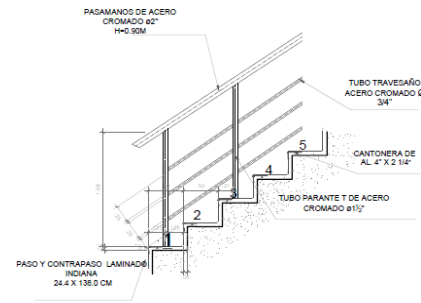 PASAMANOS DE ACERO
CROMADO ø2"
H=0.90M
TUBO TRAVESAÑO
ACERO CROMADO Ø
3/4"
CANTONERA DE
AL. 4" X 2 1/4"
TUBO PARANTE T DE ACERO
CROMADO ø1½"
PASO Y CONTRAPASO LAMINADO
INDIANA
24.4 X 138.0 CM
1
2
3
4
5